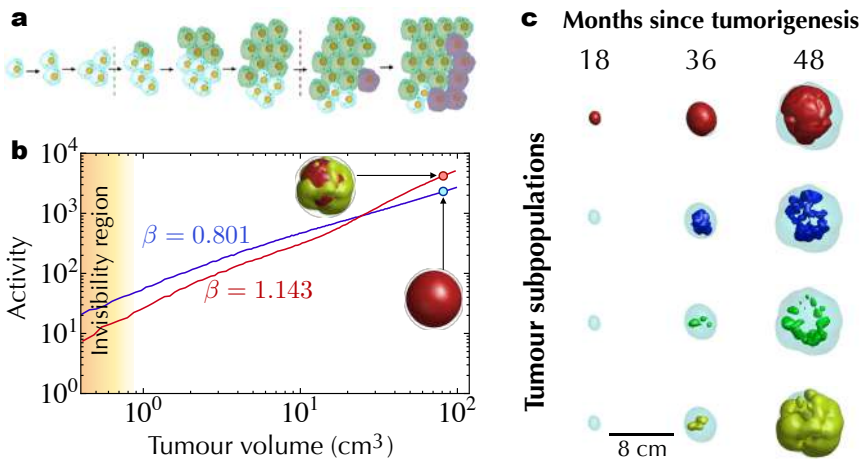 a
b
10^4
10^3
10^2
10^1
10^0
Activity
Invisibility region
β = 0.801
β = 1.143
10^0
10^1
10^2
Tumour volume (cm^3)
c
Months since tumorigenesis
18
36
48
Tumour subpopulations
8 cm